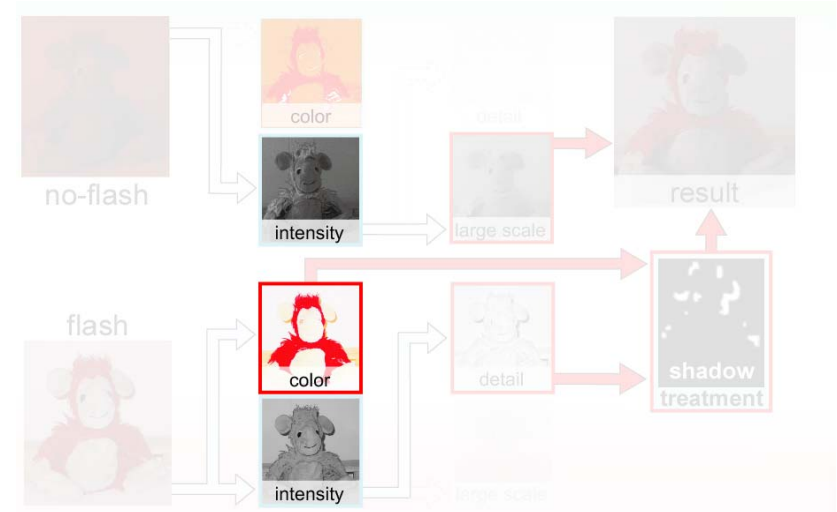 color
detail
no-flash
intensity
large scale
result
flash
color
detail
shadow
treatment
intensity
large scale